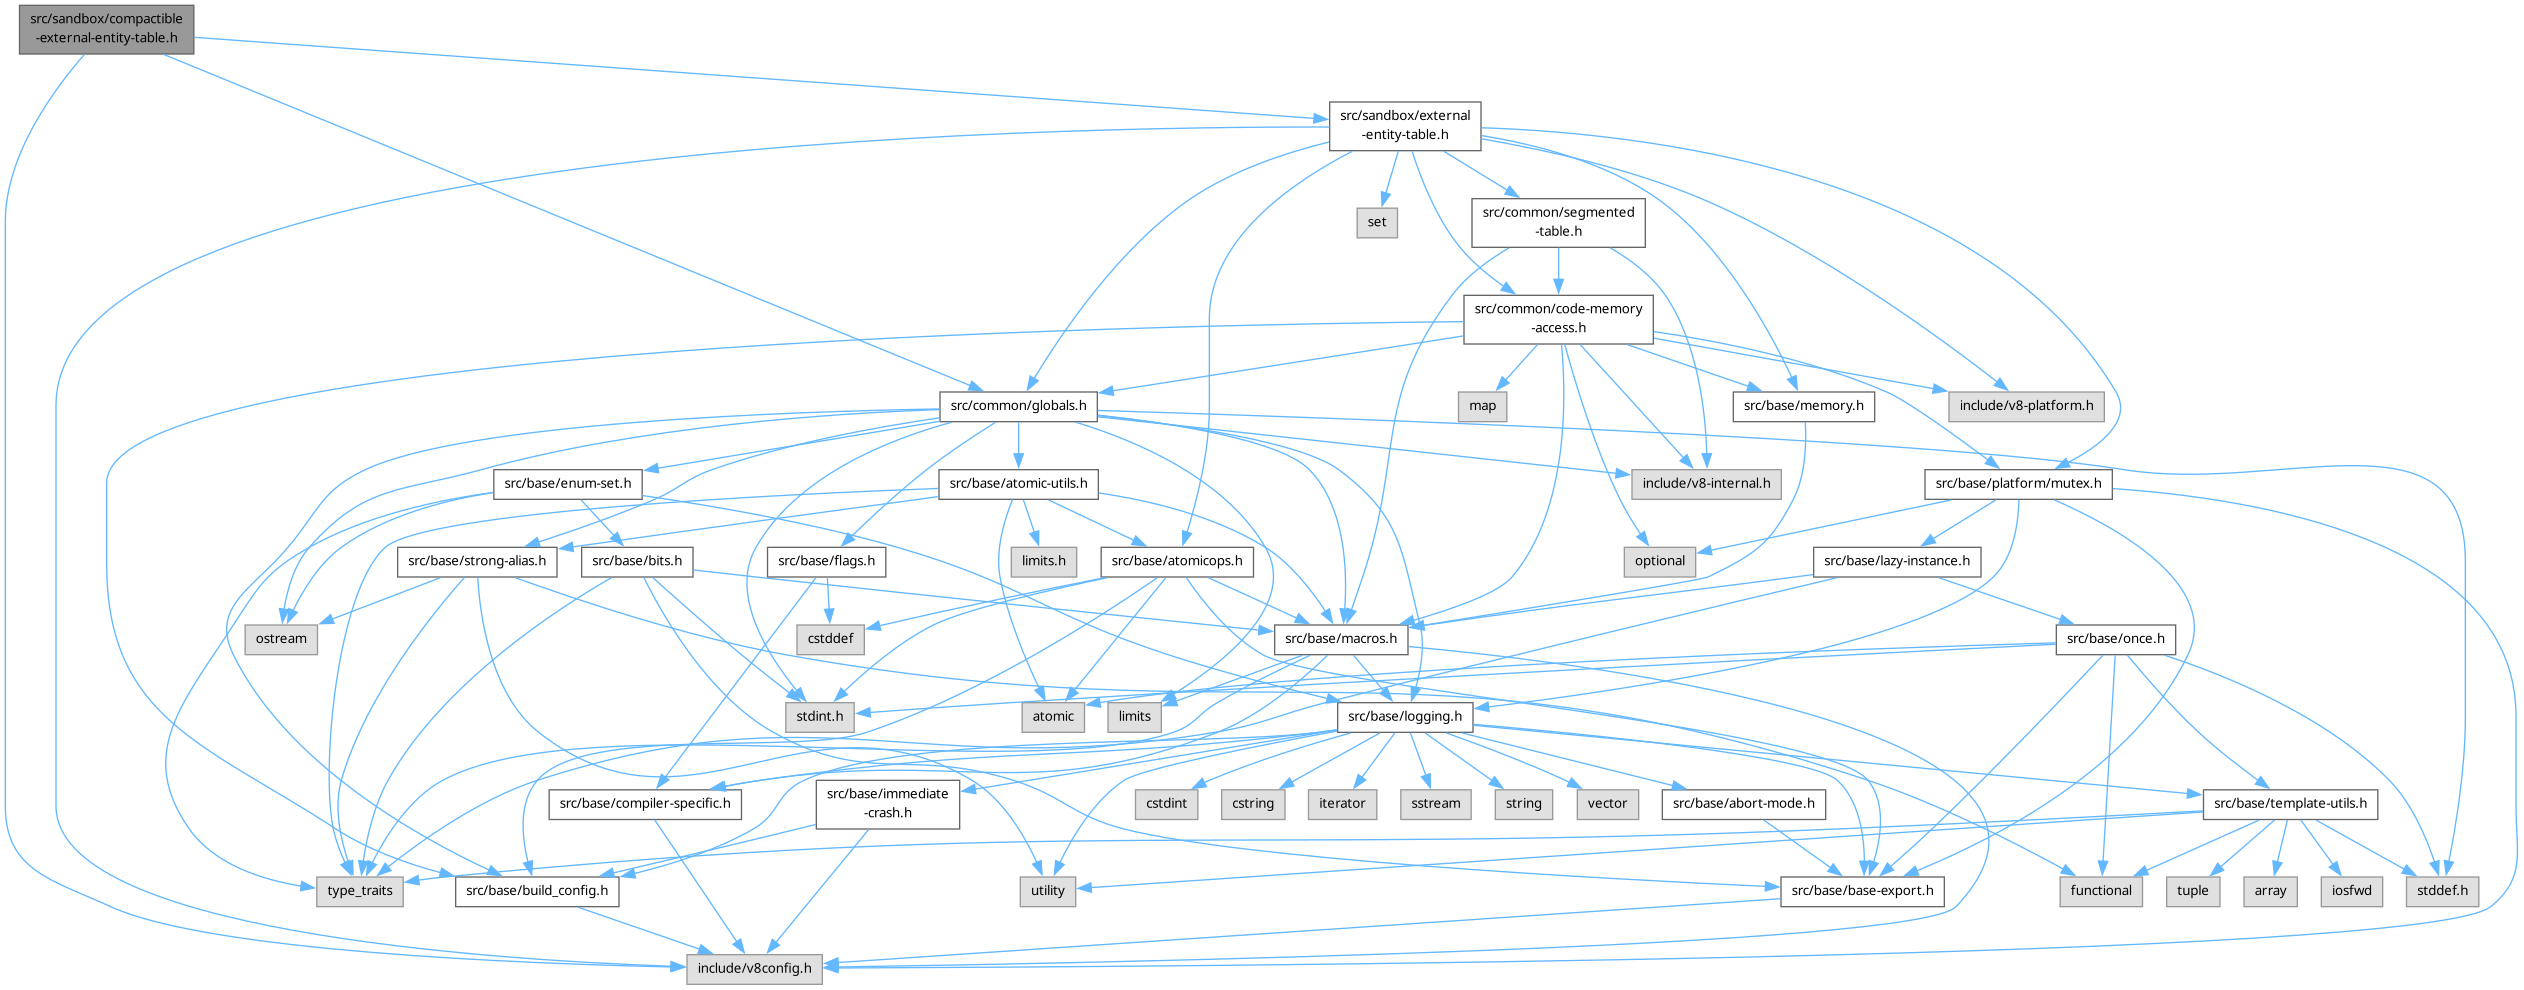 src/sandbox/compactible
-external-entity-table.h
src/sandbox/external
-entity-table.h
set
src/common/segmented
-table.h
src/common/code-memory
-access.h
src/common/globals.h
map
src/base/memory.h
include/v8-platform.h
src/base/enum-set.h
src/base/atomic-utils.h
include/v8-internal.h
src/base/platform/mutex.h
src/base/strong-alias.h
src/base/bits.h
src/base/flags.h
limits.h
src/base/atomicops.h
optional
src/base/lazy-instance.h
ostream
cstddef
src/base/macros.h
src/base/once.h
stdint.h
atomic
limits
src/base/logging.h
src/base/compiler-specific.h
src/base/immediate
-crash.h
cstdint
cstring
iterator
sstream
string
vector
src/base/abort-mode.h
src/base/template-utils.h
type_traits
src/base/build_config.h
utility
src/base/base-export.h
functional
tuple
array
iosfwd
stddef.h
include/v8config.h